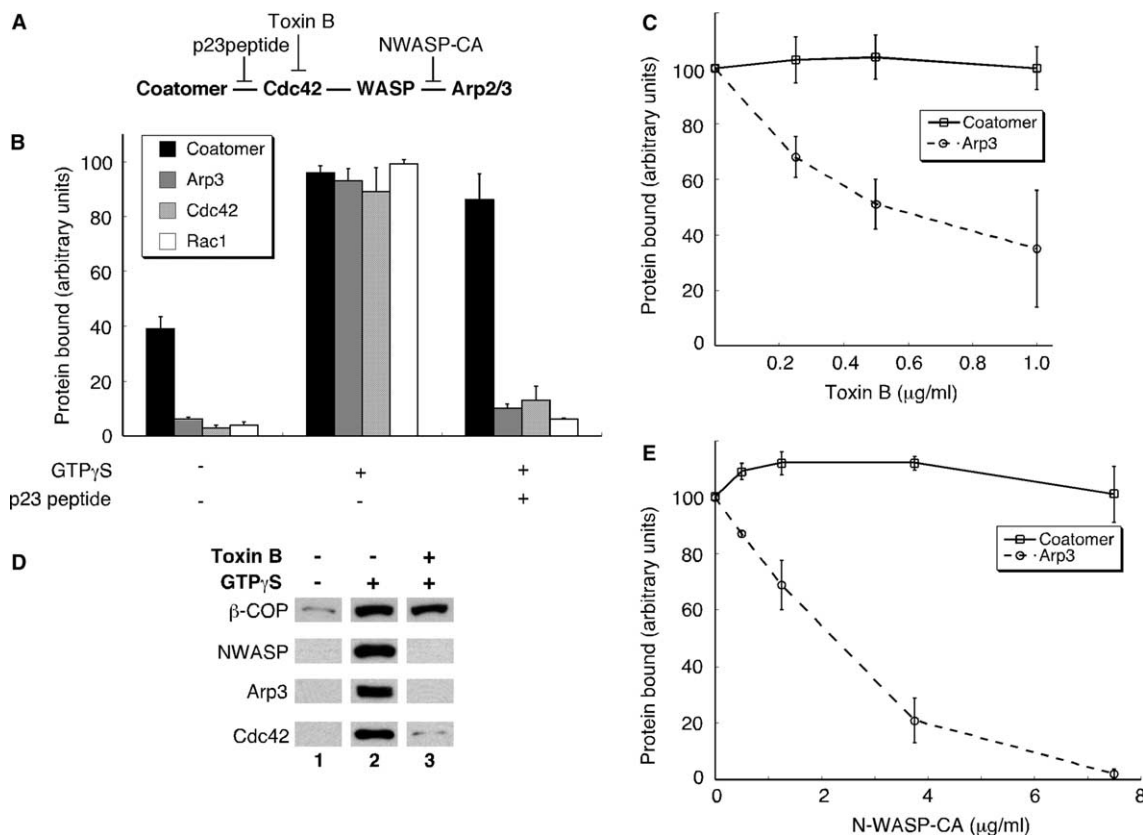 A
Toxin B
p23peptide
NWASP-CA
Coatomer Cdc42 WASP Arp2/3
B
Protein bound (arbitrary units)
100
80
60
40
20
0
Coatomer
Arp3
Cdc42
Rac1
GTPγS - + +
p23 peptide - - +
C
Protein bound (arbitrary units)
100
80
60
40
20
0
Coatomer
Arp3
0.2 0.4 0.6 0.8 1.0
Toxin B (μg/ml)
D
Toxin B - - +
GTPγS - + +
β-COP
NWASP
Arp3
Cdc42
1 2 3
E
Protein bound (arbitrary units)
100
80
60
40
20
0
Coatomer
Arp3
0 2 4 6 8
N-WASP-CA (μg/ml)